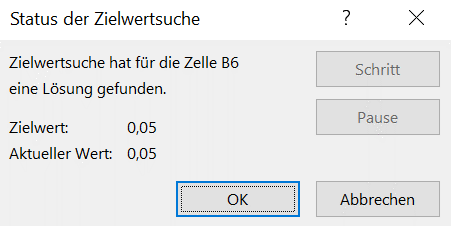 Status der Zielwertsuche
?
Zielwertsuche hat für die Zelle B6
eine Lösung gefunden.
Schritt
Pause
Zielwert: 0,05
Aktueller Wert: 0,05
OK
Abbrechen